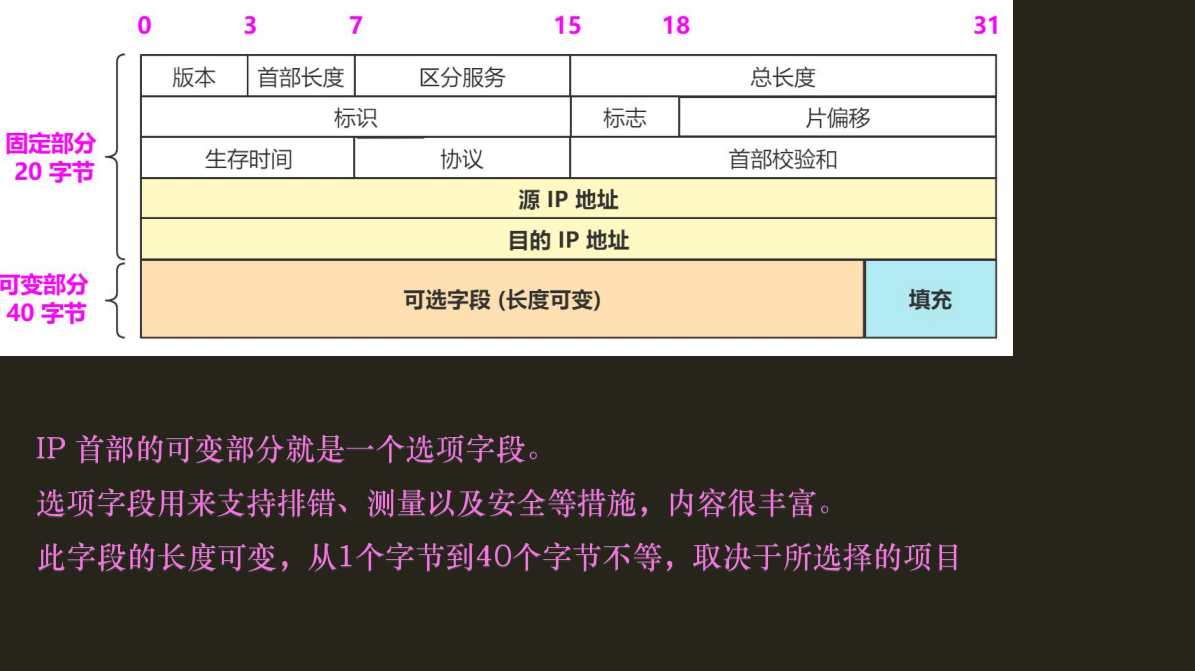 0 3 7 15 18 31
版本 首部长度 区分服务 总长度
标识 标志 片偏移
固定部分
20 字节
生存时间 协议 首部校验和
源 IP 地址
目的 IP 地址
可变部分
40 字节
可选字段 (长度可变) 填充
IP 首部的可变部分就是一个选项字段。
选项字段用来支持排错、测量以及安全等措施，内容很丰富。
此字段的长度可变，从1个字节到40个字节不等，取决于所选择的项目